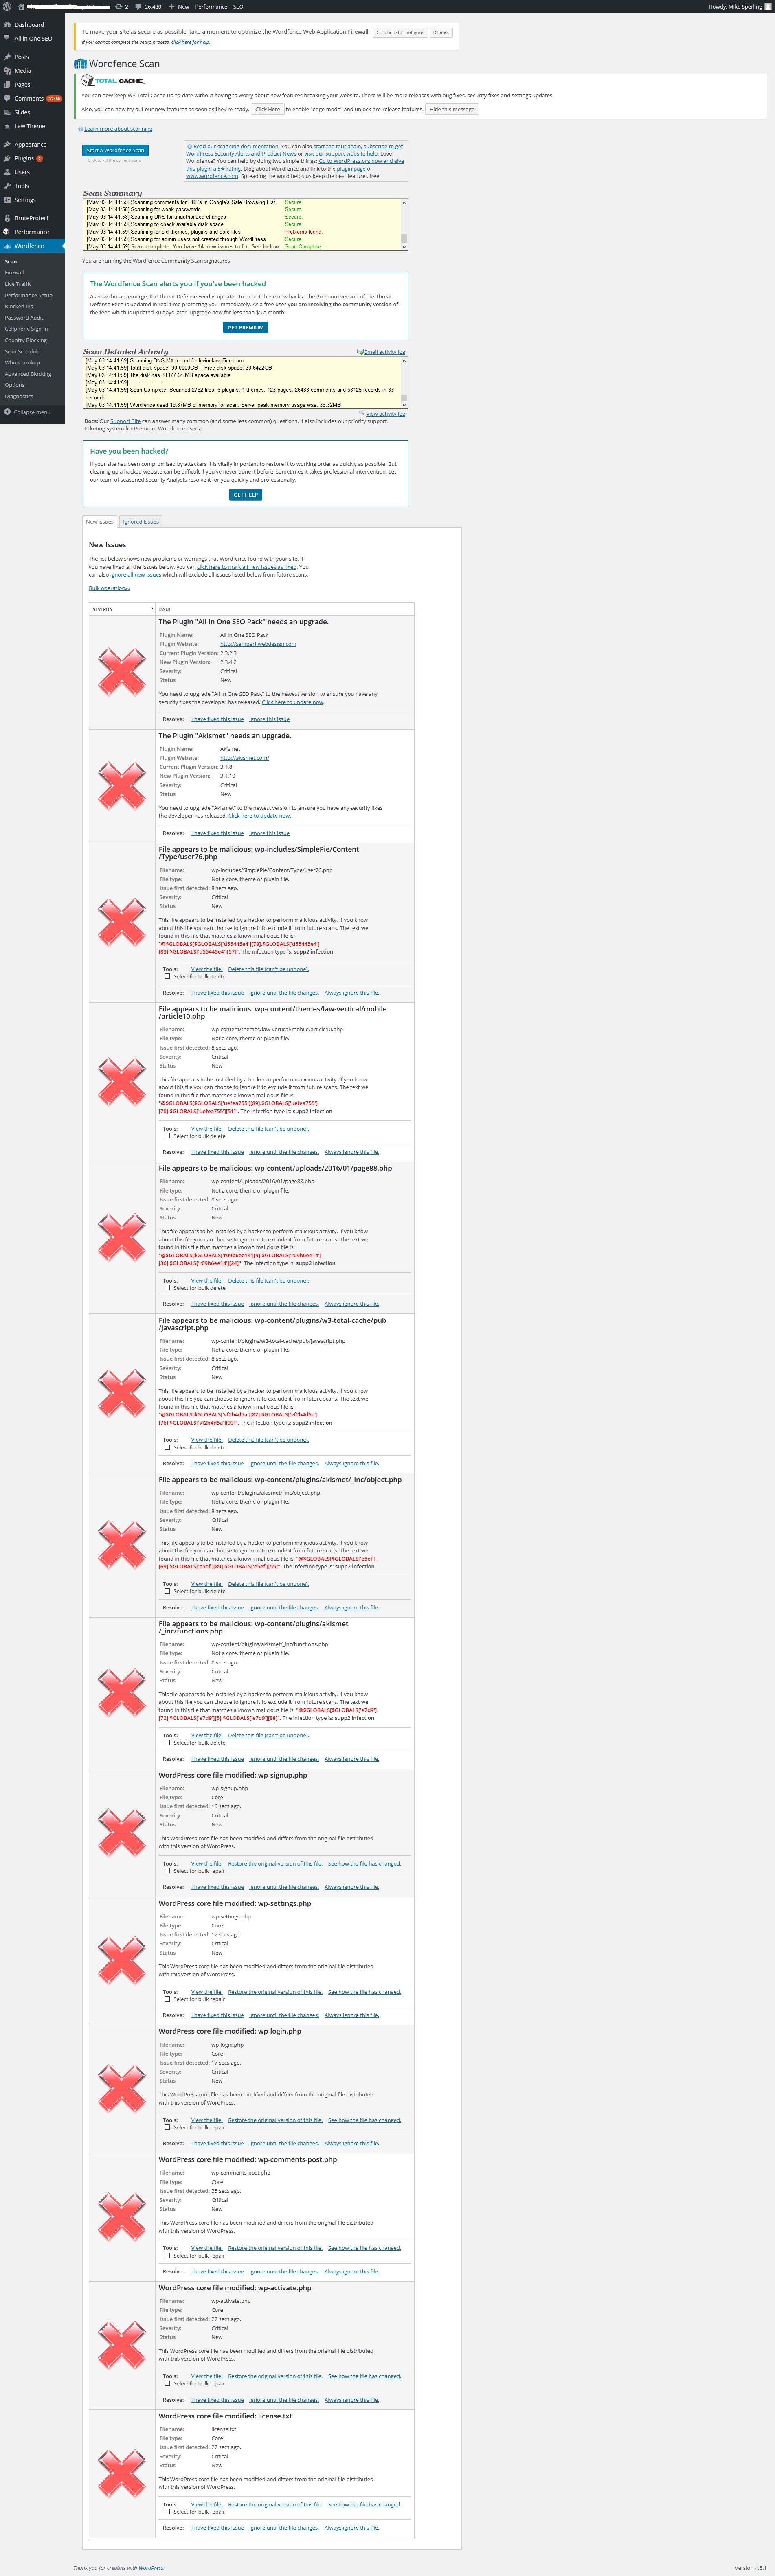 2
26,480
New
Performance
SEO
Howdy, Mike Sperling
Dashboard
All in One SEO
Posts
Media
Pages
Comments 26,480
Slides
Law Theme
Appearance
Plugins 2
Users
Tools
Settings
BruteProtect
Performance
Wordfence
Scan
Firewall
Live Traffic
Performance Setup
Blocked IPs
Password Audit
Cellphone Sign-in
Country Blocking
Scan Schedule
Whois Lookup
Advanced Blocking
Options
Diagnostics
Collapse menu
To make your site as secure as possible, take a moment to optimize the Wordfence Web Application Firewall: Click here to configure. Dismiss
If you cannot complete the setup process, click here for help.
Wordfence Scan
TOTAL CACHE
You can now keep W3 Total Cache up-to-date without having to worry about new features breaking your website. There will be more releases with bug fixes, security fixes and settings updates.
Also, you can now try out our new features as soon as they're ready. Click Here to enable "edge mode" and unlock pre-release features. Hide this message
Learn more about scanning
Start a Wordfence Scan
Click to kill the current scan.
Read our scanning documentation. You can also start the tour again, subscribe to get
WordPress Security Alerts and Product News or visit our support website help. Love
Wordfence? You can help by doing two simple things: Go to WordPress.org now and give
this plugin a 5★ rating. Blog about Wordfence and link to the plugin page or
www.wordfence.com. Spreading the word helps us keep the best features free.
Scan Summary
[May 03 14:41:55] Scanning comments for URL's in Google's Safe Browsing List Secure.
[May 03 14:41:55] Scanning for weak passwords Secure.
[May 03 14:41:58] Scanning DNS for unauthorized changes Secure.
[May 03 14:41:59] Scanning to check available disk space Secure.
[May 03 14:41:59] Scanning for old themes, plugins and core files Problems found.
[May 03 14:41:59] Scanning for admin users not created through WordPress Secure.
[May 03 14:41:59] Scan complete. You have 14 new issues to fix. See below. Scan Complete.
You are running the Wordfence Community Scan signatures.
The Wordfence Scan alerts you if you've been hacked
As new threats emerge, the Threat Defense Feed is updated to detect these new hacks. The Premium version of the Threat
Defense Feed is updated in real-time protecting you immediately. As a free user you are receiving the community version of
the feed which is updated 30 days later. Upgrade now for less than $5 a month!
GET PREMIUM
Scan Detailed Activity
Email activity log
[May 03 14:41:59] Scanning DNS MX record for levinelawoffice.com
[May 03 14:41:59] Total disk space: 90.0000GB -- Free disk space: 30.6422GB
[May 03 14:41:59] The disk has 31377.64 MB space available
[May 03 14:41:59] -------------------
[May 03 14:41:59] Scan Complete. Scanned 2782 files, 6 plugins, 1 themes, 123 pages, 26483 comments and 68125 records in 33
seconds.
[May 03 14:41:59] Wordfence used 19.87MB of memory for scan. Server peak memory usage was: 38.32MB
View activity log
Docs: Our Support Site can answer many common (and some less common) questions. It also includes our priority support
ticketing system for Premium Wordfence users.
Have you been hacked?
If your site has been compromised by attackers it is vitally important to restore it to working order as quickly as possible. But
cleaning up a hacked website can be difficult if you've never done it before, sometimes it takes professional intervention. Let
our team of seasoned Security Analysts resolve it for you quickly and professionally.
GET HELP
New Issues
Ignored Issues
New Issues
The list below shows new problems or warnings that Wordfence found with your site. If
you have fixed all the issues below, you can click here to mark all new issues as fixed. You
can also ignore all new issues which will exclude all issues listed below from future scans.
Bulk operation»»
SEVERITY
ISSUE
The Plugin "All In One SEO Pack" needs an upgrade.
Plugin Name: All In One SEO Pack
Plugin Website: http://semperfiwebdesign.com
Current Plugin Version: 2.3.2.3
New Plugin Version: 2.3.4.2
Severity: Critical
Status New
You need to upgrade "All in One SEO Pack" to the newest version to ensure you have any
security fixes the developer has released. Click here to update now.
Resolve: I have fixed this issue Ignore this issue
The Plugin "Akismet" needs an upgrade.
Plugin Name: Akismet
Plugin Website: http://akismet.com/
Current Plugin Version: 3.1.8
New Plugin Version: 3.1.10
Severity: Critical
Status New
You need to upgrade "Akismet" to the newest version to ensure you have any security fixes
the developer has released. Click here to update now.
Resolve: I have fixed this issue Ignore this issue
File appears to be malicious: wp-includes/SimplePie/Content
/Type/user76.php
Filename: wp-includes/SimplePie/Content/Type/user76.php
File type: Not a core, theme or plugin file.
Issue first detected: 8 secs ago.
Severity: Critical
Status New
This file appears to be installed by a hacker to perform malicious activity. If you know
about this file you can choose to ignore it to exclude it from future scans. The text we
found in this file that matches a known malicious file is:
"@$GLOBALS[$GLOBALS['d55445e4'][78].$GLOBALS['d55445e4']
[83].$GLOBALS['d55445e4'][57]". The infection type is: supp2 infection
Tools: View the file. Delete this file (can't be undone).
Select for bulk delete
Resolve: I have fixed this issue Ignore until the file changes. Always ignore this file.
File appears to be malicious: wp-content/themes/law-vertical/mobile
/article10.php
Filename: wp-content/themes/law-vertical/mobile/article10.php
File type: Not a core, theme or plugin file.
Issue first detected: 8 secs ago.
Severity: Critical
Status New
This file appears to be installed by a hacker to perform malicious activity. If you know
about this file you can choose to ignore it to exclude it from future scans. The text we
found in this file that matches a known malicious file is:
"@$GLOBALS[$GLOBALS['uefea755'][89].$GLOBALS['uefea755']
[78].$GLOBALS['uefea755'][51]". The infection type is: supp2 infection
Tools: View the file. Delete this file (can't be undone).
Select for bulk delete
Resolve: I have fixed this issue Ignore until the file changes. Always ignore this file.
File appears to be malicious: wp-content/uploads/2016/01/page88.php
Filename: wp-content/uploads/2016/01/page88.php
File type: Not a core, theme or plugin file.
Issue first detected: 8 secs ago.
Severity: Critical
Status New
This file appears to be installed by a hacker to perform malicious activity. If you know
about this file you can choose to ignore it to exclude it from future scans. The text we
found in this file that matches a known malicious file is:
"@$GLOBALS[$GLOBALS['r09b6ee14'][9].$GLOBALS['r09b6ee14']
[36].$GLOBALS['r09b6ee14'][24]". The infection type is: supp2 infection
Tools: View the file. Delete this file (can't be undone).
Select for bulk delete
Resolve: I have fixed this issue Ignore until the file changes. Always ignore this file.
File appears to be malicious: wp-content/plugins/w3-total-cache/pub
/javascript.php
Filename: wp-content/plugins/w3-total-cache/pub/javascript.php
File type: Not a core, theme or plugin file.
Issue first detected: 8 secs ago.
Severity: Critical
Status New
This file appears to be installed by a hacker to perform malicious activity. If you know
about this file you can choose to ignore it to exclude it from future scans. The text we
found in this file that matches a known malicious file is:
"@$GLOBALS[$GLOBALS['vf2b4d5a'][82].$GLOBALS['vf2b4d5a']
[76].$GLOBALS['vf2b4d5a'][93]". The infection type is: supp2 infection
Tools: View the file. Delete this file (can't be undone).
Select for bulk delete
Resolve: I have fixed this issue Ignore until the file changes. Always ignore this file.
File appears to be malicious: wp-content/plugins/akismet/_inc/object.php
Filename: wp-content/plugins/akismet/_inc/object.php
File type: Not a core, theme or plugin file.
Issue first detected: 8 secs ago.
Severity: Critical
Status New
This file appears to be installed by a hacker to perform malicious activity. If you know
about this file you can choose to ignore it to exclude it from future scans. The text we
found in this file that matches a known malicious file is: "@$GLOBALS[$GLOBALS['e5ef']
[69].$GLOBALS['e5ef'][89].$GLOBALS['e5ef'][55]". The infection type is: supp2 infection
Tools: View the file. Delete this file (can't be undone).
Select for bulk delete
Resolve: I have fixed this issue Ignore until the file changes. Always ignore this file.
File appears to be malicious: wp-content/plugins/akismet
/_inc/functions.php
Filename: wp-content/plugins/akismet/_inc/functions.php
File type: Not a core, theme or plugin file.
Issue first detected: 8 secs ago.
Severity: Critical
Status New
This file appears to be installed by a hacker to perform malicious activity. If you know
about this file you can choose to ignore it to exclude it from future scans. The text we
found in this file that matches a known malicious file is: "@$GLOBALS[$GLOBALS['e7d9']
[72].$GLOBALS['e7d9'][5].$GLOBALS['e7d9'][88]". The infection type is: supp2 infection
Tools: View the file. Delete this file (can't be undone).
Select for bulk delete
Resolve: I have fixed this issue Ignore until the file changes. Always ignore this file.
WordPress core file modified: wp-signup.php
Filename: wp-signup.php
File type: Core
Issue first detected: 16 secs ago.
Severity: Critical
Status New
This WordPress core file has been modified and differs from the original file distributed
with this version of WordPress.
Tools: View the file. Restore the original version of this file. See how the file has changed.
Select for bulk repair
Resolve: I have fixed this issue Ignore until the file changes. Always ignore this file.
WordPress core file modified: wp-settings.php
Filename: wp-settings.php
File type: Core
Issue first detected: 17 secs ago.
Severity: Critical
Status New
This WordPress core file has been modified and differs from the original file distributed
with this version of WordPress.
Tools: View the file. Restore the original version of this file. See how the file has changed.
Select for bulk repair
Resolve: I have fixed this issue Ignore until the file changes. Always ignore this file.
WordPress core file modified: wp-login.php
Filename: wp-login.php
File type: Core
Issue first detected: 17 secs ago.
Severity: Critical
Status New
This WordPress core file has been modified and differs from the original file distributed
with this version of WordPress.
Tools: View the file. Restore the original version of this file. See how the file has changed.
Select for bulk repair
Resolve: I have fixed this issue Ignore until the file changes. Always ignore this file.
WordPress core file modified: wp-comments-post.php
Filename: wp-comments-post.php
File type: Core
Issue first detected: 25 secs ago.
Severity: Critical
Status New
This WordPress core file has been modified and differs from the original file distributed
with this version of WordPress.
Tools: View the file. Restore the original version of this file. See how the file has changed.
Select for bulk repair
Resolve: I have fixed this issue Ignore until the file changes. Always ignore this file.
WordPress core file modified: wp-activate.php
Filename: wp-activate.php
File type: Core
Issue first detected: 27 secs ago.
Severity: Critical
Status New
This WordPress core file has been modified and differs from the original file distributed
with this version of WordPress.
Tools: View the file. Restore the original version of this file. See how the file has changed.
Select for bulk repair
Resolve: I have fixed this issue Ignore until the file changes. Always ignore this file.
WordPress core file modified: license.txt
Filename: license.txt
File type: Core
Issue first detected: 27 secs ago.
Severity: Critical
Status New
This WordPress core file has been modified and differs from the original file distributed
with this version of WordPress.
Tools: View the file. Restore the original version of this file. See how the file has changed.
Select for bulk repair
Resolve: I have fixed this issue Ignore until the file changes. Always ignore this file.
Thank you for creating with WordPress.
Version 4.5.1